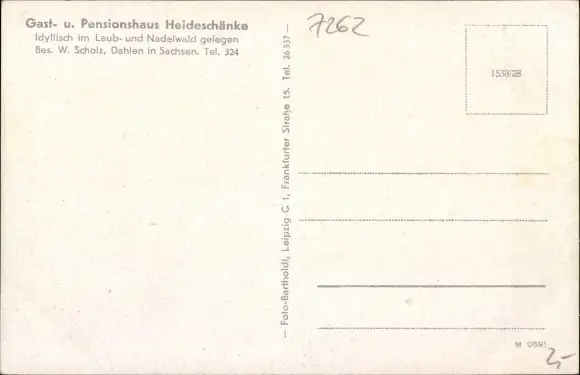 Gast- u. Pensionshaus Heideschänke
Idyllisch im Laub- und Nadelwald gelegen
Bes. W. Scholz, Dahlen in Sachsen. Tel. 324
7262
1538/28
— Foto-Bartholdt, Leipzig C 1, Frankfurter Straße 15. Tel. 26337 —
M 0591
2,-